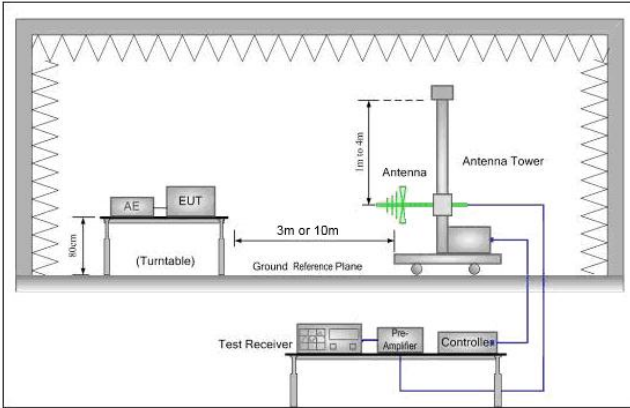 1m to 4m
Antenna
Antenna Tower
AE
EUT
80cm
3m or 10m
(Turntable)
Ground Reference Plane
Test Receiver
Pre-
Amplifier
Controlle